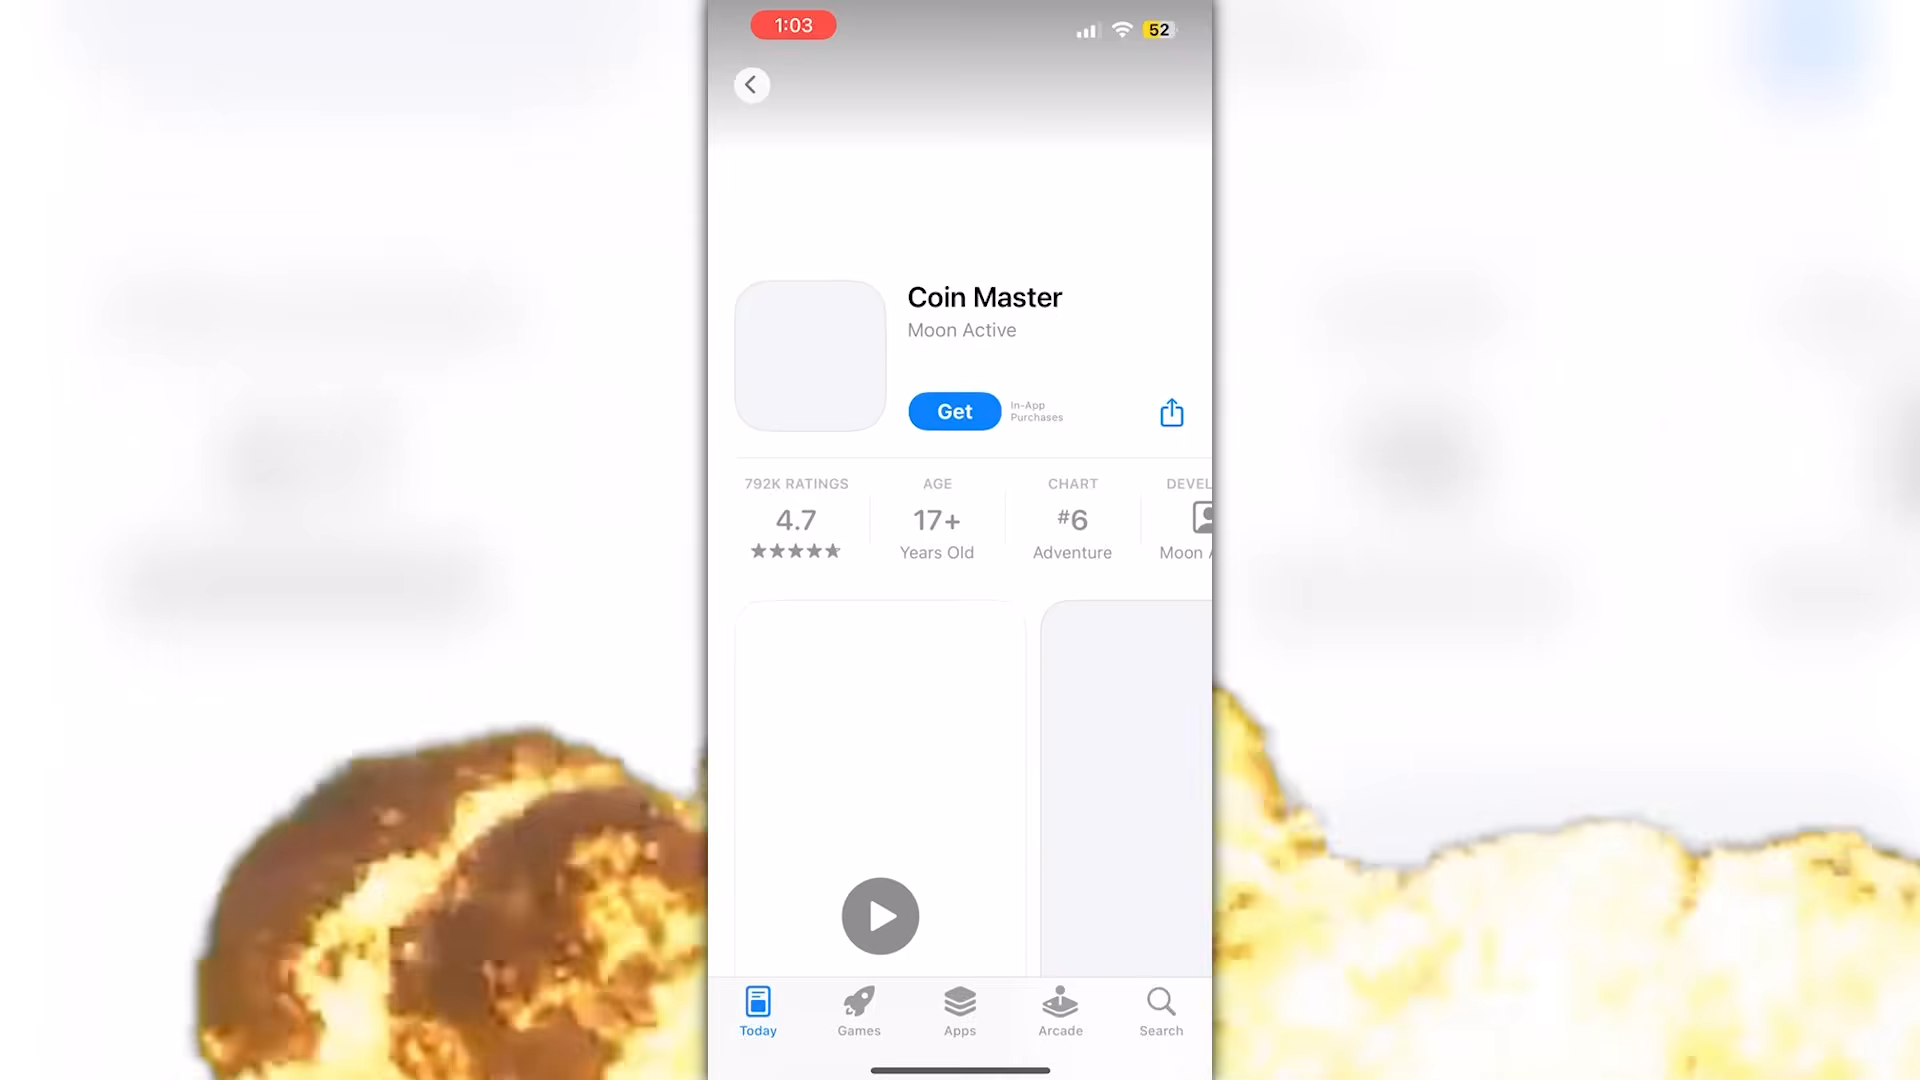 1:03
52
Coin Master
Moon Active
Get
In-App
Purchases
792K RATINGS
AGE
CHART
DEVEL
4.7
17+
#6
Years Old
Adventure
Moon A
Today
Games
Apps
Arcade
Search